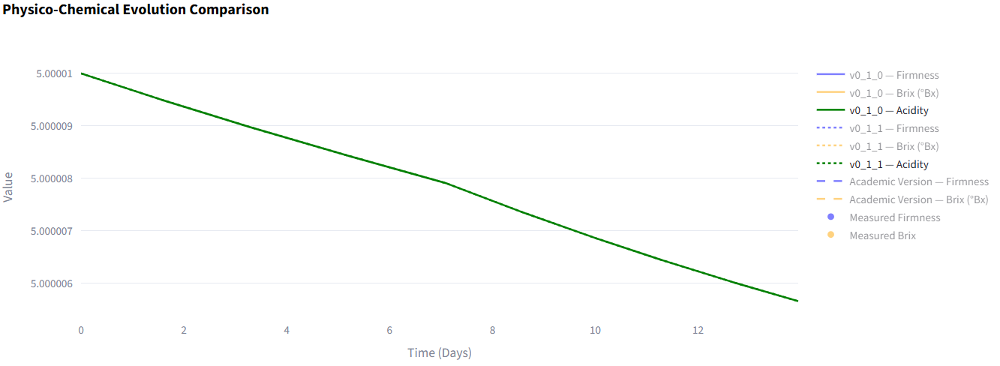 Physico-Chemical Evolution Comparison
5.00001
5.000009
5.000008
5.000007
5.000006
Value
0 2 4 6 8 10 12
Time (Days)
v0_1_0 — Firmness
v0_1_0 — Brix (°Bx)
v0_1_0 — Acidity
v0_1_1 — Firmness
v0_1_1 — Brix (°Bx)
v0_1_1 — Acidity
Academic Version — Firmness
Academic Version — Brix (°Bx)
Measured Firmness
Measured Brix